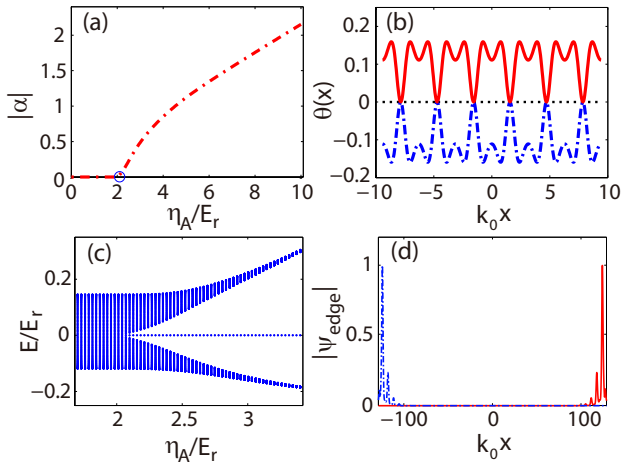 (a)
|α|
2
1
0.5
0
0 2 4 6 8 10
η_A/E_r
(b)
θ(x)
0.2
0.1
0
−0.1
−0.2
−10 −5 0 5 10
k_0x
(c)
E/E_r
0.2
0
−0.2
2 2.5 3
η_A/E_r
(d)
|ψ_edge|
1
0.5
0
−100 0 100
k_0x